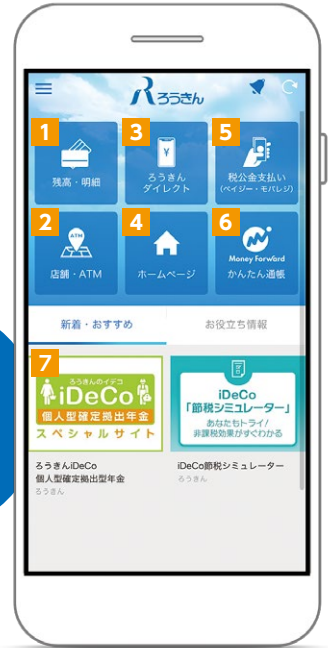 ろうきん
1
残高・明細
3
ろうきん
ダイレクト
5
税公金支払い
(ペイジー・モバレジ)
2
ATM
店舗・ATM
4
ホームページ
6
Money Forward
かんたん通帳
新着・おすすめ
お役立ち情報
7
ろうきんのイデコ
iDeCo
個人型確定拠出年金
スペシャルサイト
iDeCo
「節税シミュレーター」
あなたもトライ!
非課税効果がすぐわかる
ろうきんiDeCo
個人型確定拠出型年金
ろうきん
iDeCo節税シミュレーター
ろうきん